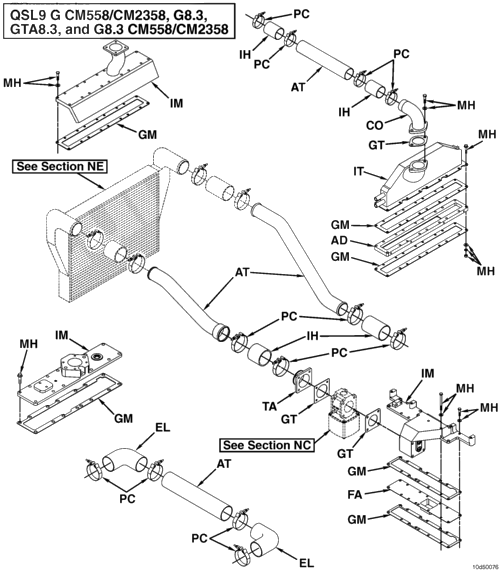 QSL9 G CM558/CM2358, G8.3,
GTA8.3, and G8.3 CM558/CM2358
PC
IH
PC
AT
PC
IH
MH
IM
GM
CO
GT
MH
MH
IT
See Section NE
GM
AD
GM
MH
AT
PC
IH
PC
MH
IM
GM
TA
GT
See Section NC
GT
IM
MH
MH
EL
AT
PC
GM
FA
GM
PC
EL
10d50076